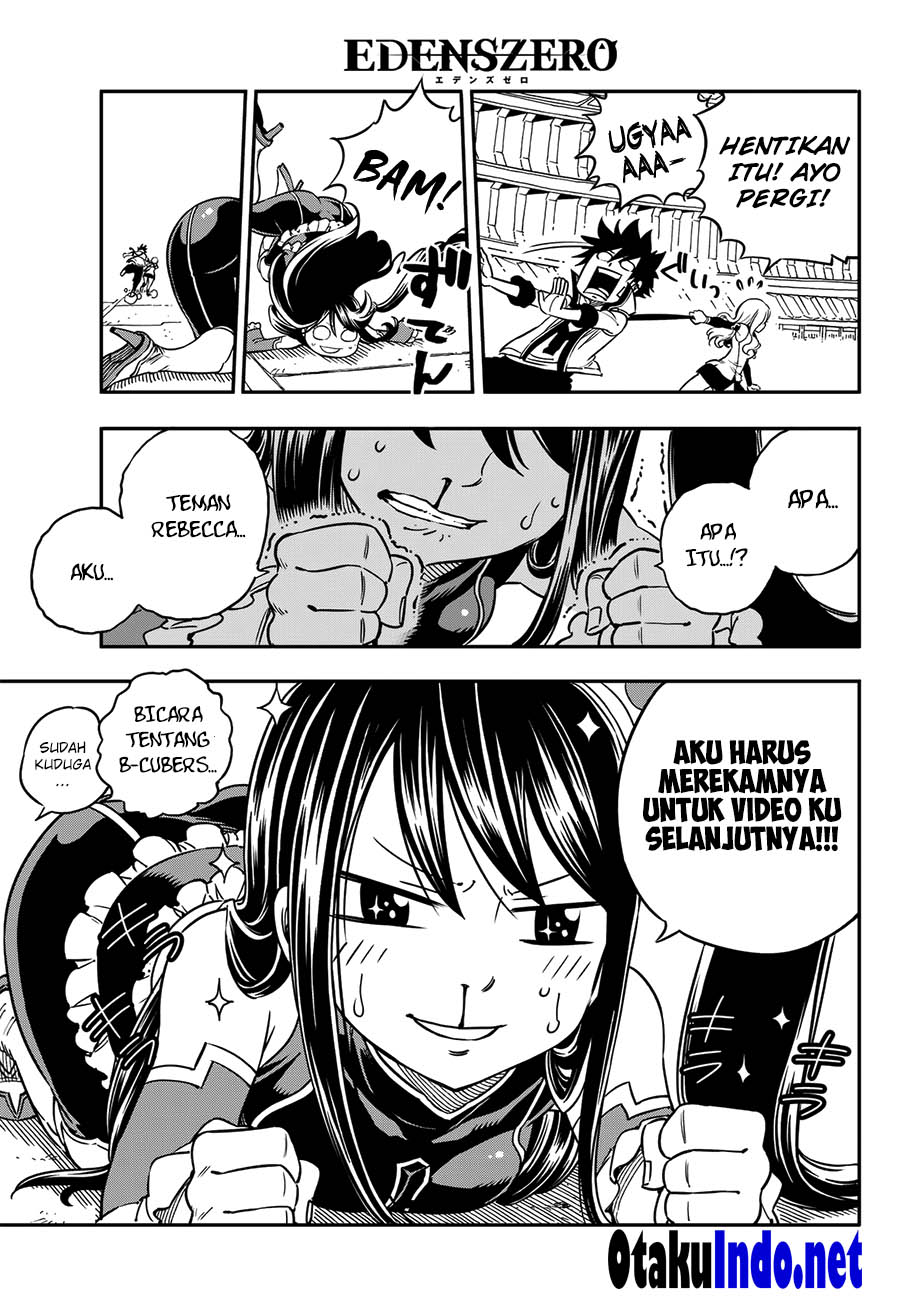 EDENSZERO
エデンズゼロ
HENTIKAN
ITU! AYO
PERGI!
UGYAA
AAA-
ぐいっ
BAM!
ずでん
APA...
APA
ITU...!?
TEMAN
REBECCA...
AKU...
AKU HARUS
MEREKAMNYA
UNTUK VIDEO KU
SELANJUTNYA!!!
BICARA
TENTANG
B-CUBERS...
SUDAH
KUDUGA
...
キラ
キラ
OtakuIndo.net